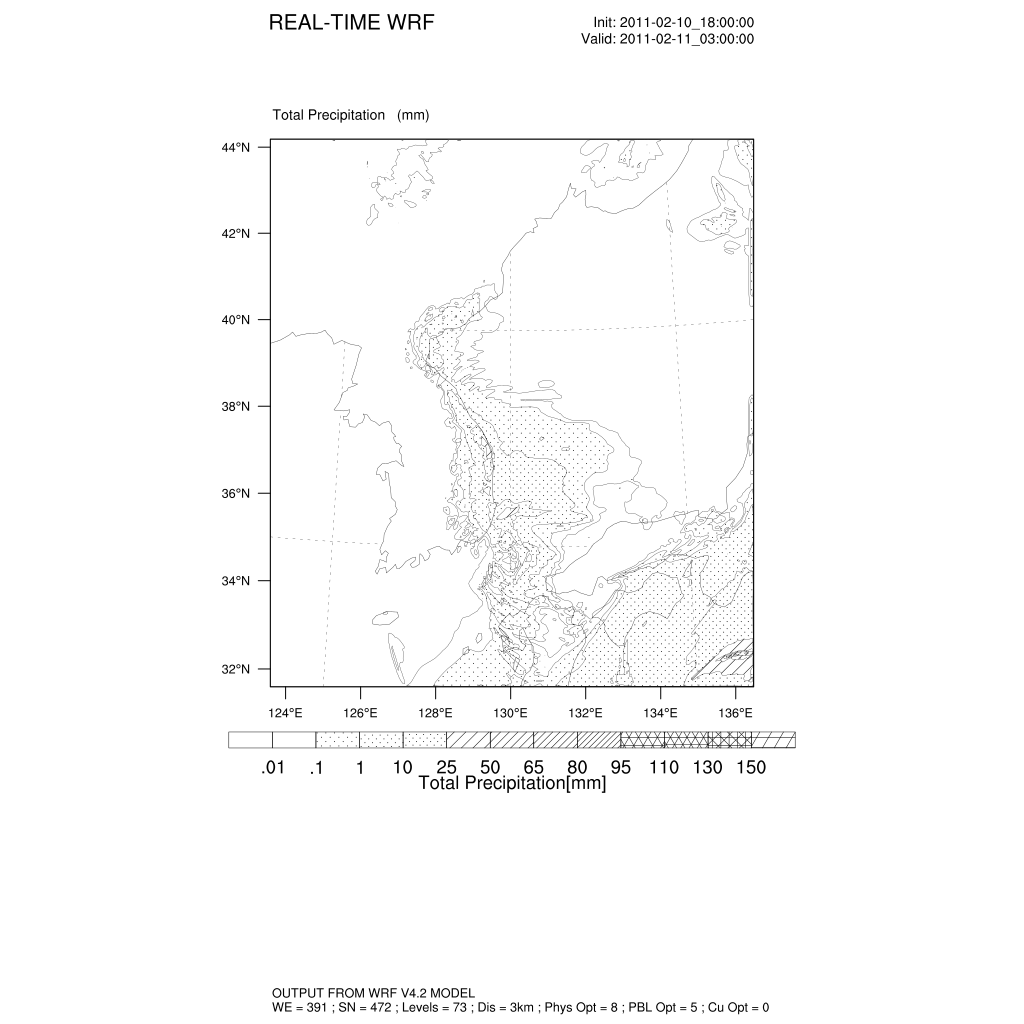 REAL-TIME WRF
Init: 2011-02-10_18:00:00
Valid: 2011-02-11_03:00:00
Total Precipitation (mm)
44°N
42°N
40°N
38°N
36°N
34°N
32°N
124°E 126°E 128°E 130°E 132°E 134°E 136°E
.01 .1 1 10 25 50 65 80 95 110 130 150
Total Precipitation[mm]
OUTPUT FROM WRF V4.2 MODEL
WE = 391 ; SN = 472 ; Levels = 73 ; Dis = 3km ; Phys Opt = 8 ; PBL Opt = 5 ; Cu Opt = 0